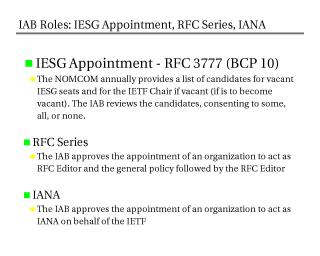 IAB Roles: IESG Appointment, RFC Series, IANA
IESG Appointment - RFC 3777 (BCP 10)
The NOMCOM annually provides a list of candidates for vacant
IESG seats and for the IETF Chair if vacant (if is to become
vacant). The IAB reviews the candidates, consenting to some,
all, or none.
RFC Series
The IAB approves the appointment of an organization to act as
RFC Editor and the general policy followed by the RFC Editor
IANA
The IAB approves the appointment of an organization to act as
IANA on behalf of the IETF